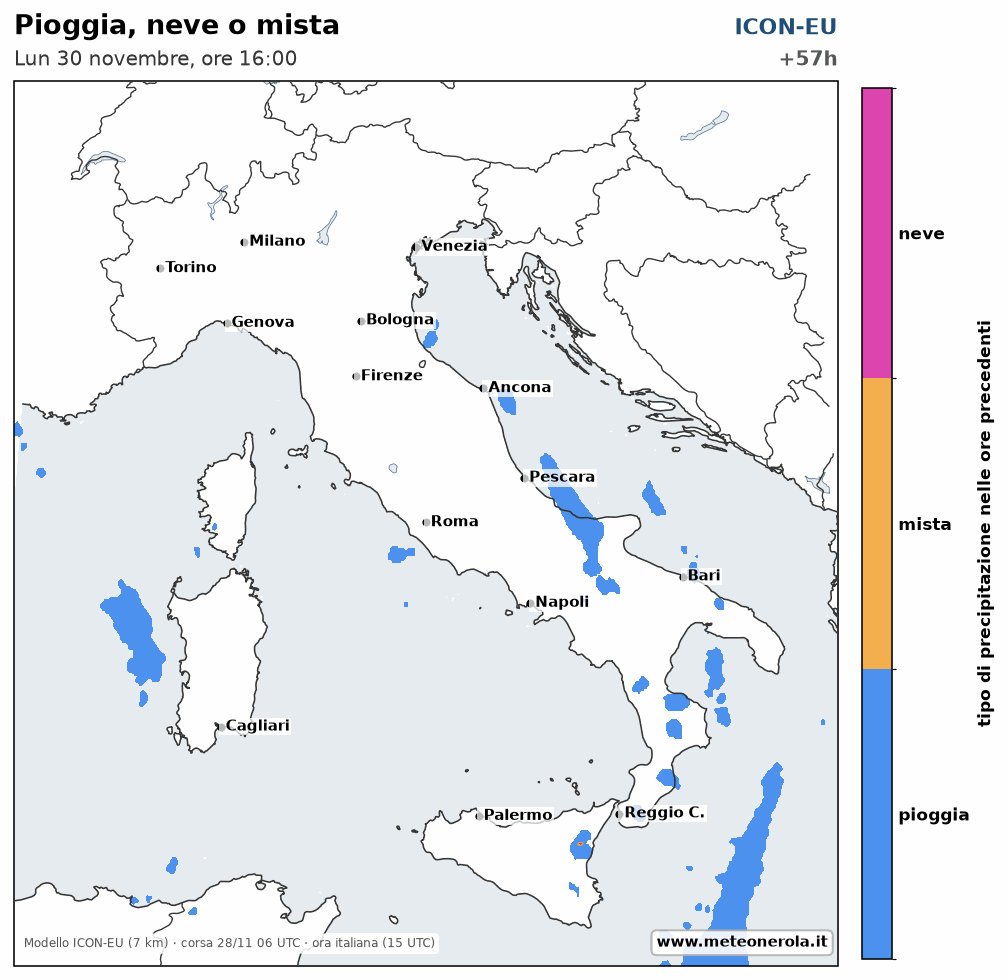 Pioggia, neve o mista
ICON-EU
Lun 30 novembre, ore 16:00
+57h
neve
Milano
Venezia
Torino
Bologna
Genova
Firenze
Ancona
Pescara
Roma
mista
tipo di precipitazione nelle ore precedenti
Bari
Napoli
Cagliari
Palermo
Reggio C.
pioggia
Modello ICON-EU (7 km) · corsa 28/11 06 UTC · ora italiana (15 UTC)
www.meteonerola.it